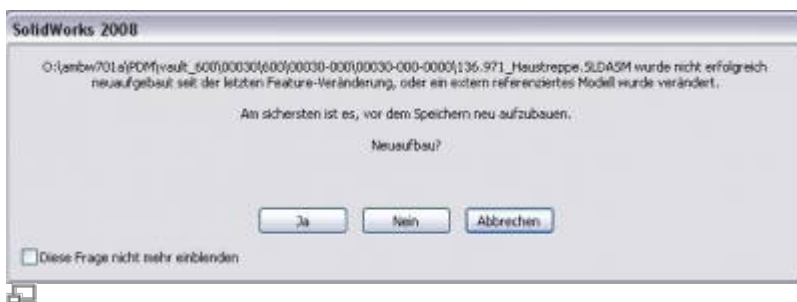 SolidWorks 2008
O:\ambw701a\PDM\vault_600\00030\600\00030-000\00030-000-0000\136.971_Haustreppe.SLDASM wurde nicht erfolgreich
neuaufgebaut seit der letzten Feature-Veränderung, oder ein extern referenziertes Modell wurde verändert.
Am sichersten ist es, vor dem Speichern neu aufzubauen.
Neuaufbau?
Ja
Nein
Abbrechen
Diese Frage nicht mehr einblenden